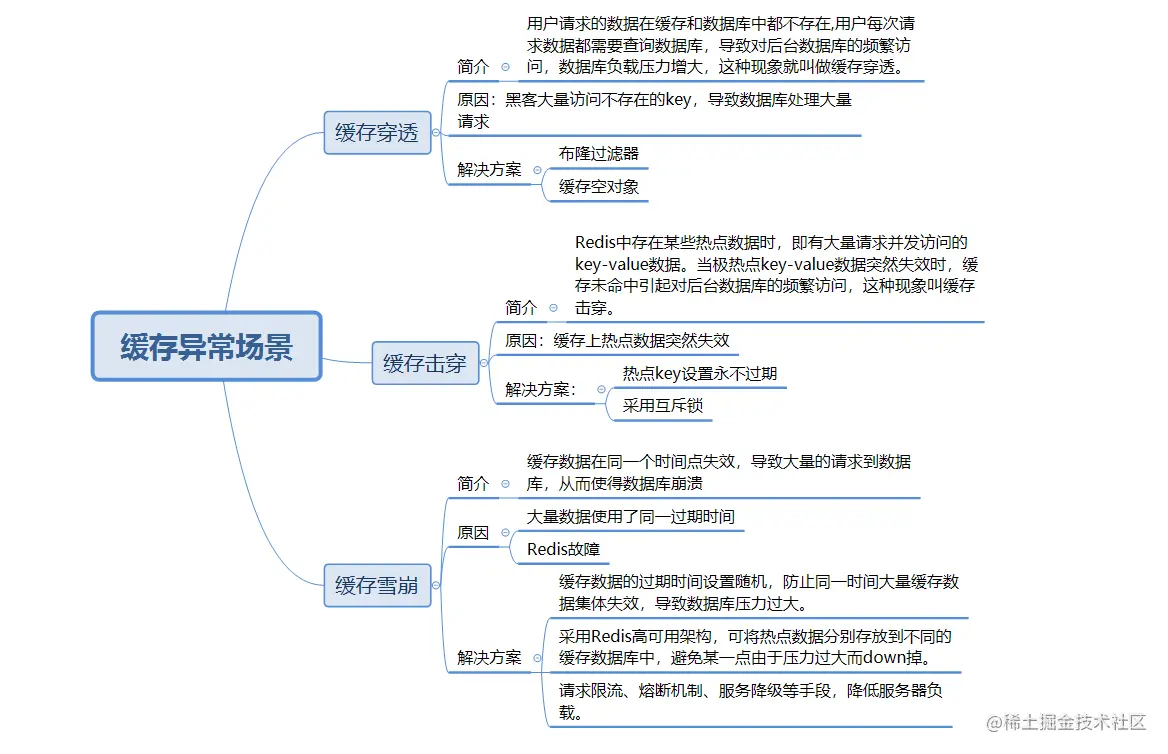 缓存异常场景
缓存穿透
简介
用户请求的数据在缓存和数据库中都不存在,用户每次请
求数据都需要查询数据库，导致对后台数据库的频繁访
问，数据库负载压力增大，这种现象就叫做缓存穿透。
原因：黑客大量访问不存在的key，导致数据库处理大量
请求
解决方案
布隆过滤器
缓存空对象
缓存击穿
简介
Redis中存在某些热点数据时，即有大量请求并发访问的
key-value数据。当极热点key-value数据突然失效时，缓
存未命中引起对后台数据库的频繁访问，这种现象叫缓存
击穿。
原因：缓存上热点数据突然失效
解决方案：
热点key设置永不过期
采用互斥锁
缓存雪崩
简介
缓存数据在同一个时间点失效，导致大量的请求到数据
库，从而使得数据库崩溃
原因
大量数据使用了同一过期时间
Redis故障
解决方案
缓存数据的过期时间设置随机，防止同一时间大量缓存数
据集体失效，导致数据库压力过大。
采用Redis高可用架构，可将热点数据分别存放到不同的
缓存数据库中，避免某一点由于压力过大而down掉。
请求限流、熔断机制、服务降级等手段，降低服务器负
载。
@稀土掘金技术社区